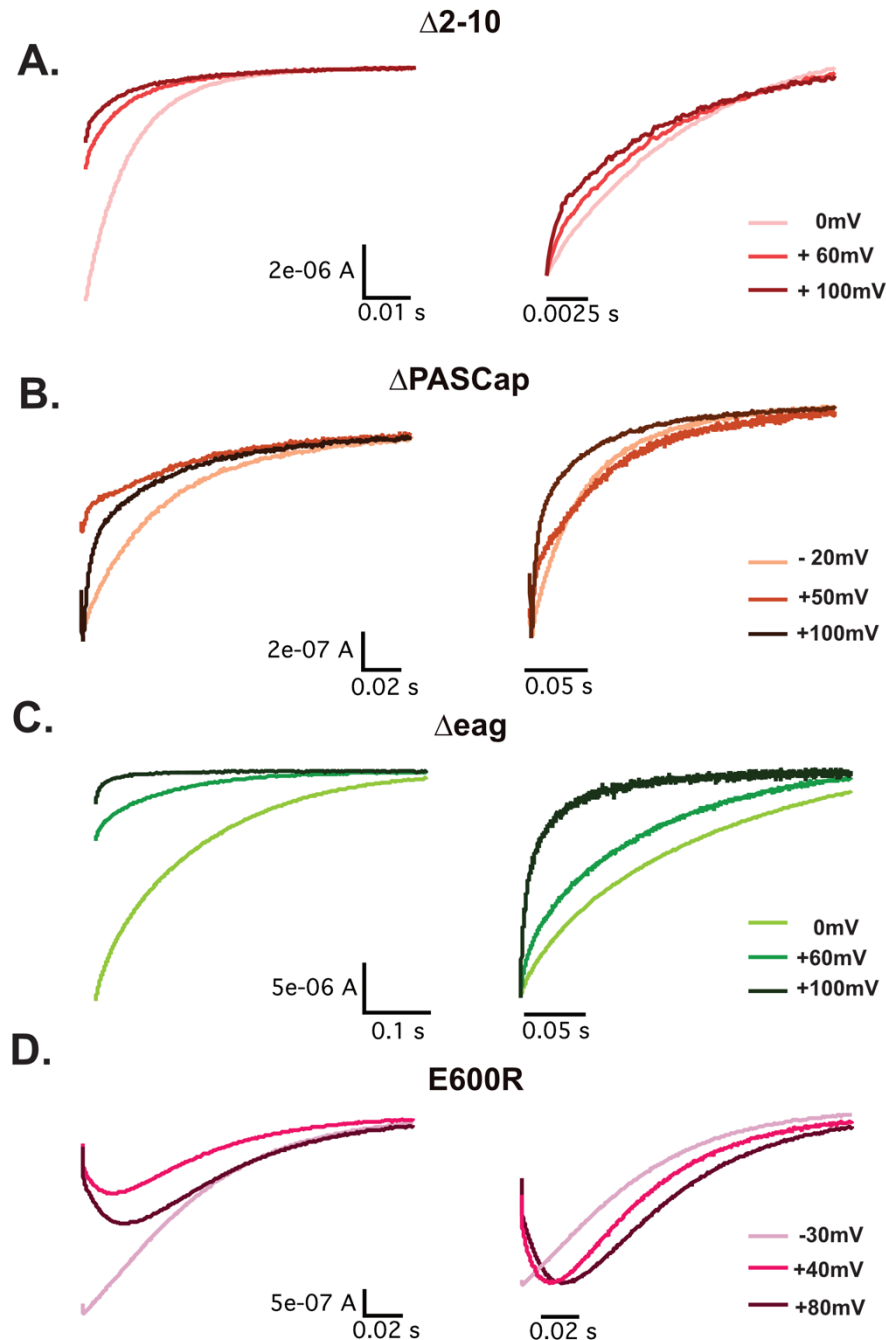 Δ2-10
A.
2e-06 A
0.01 s
0.0025 s
0mV
+ 60mV
+ 100mV
ΔPASCap
B.
2e-07 A
0.02 s
0.05 s
- 20mV
+50mV
+100mV
Δeag
C.
5e-06 A
0.1 s
0.05 s
0mV
+60mV
+100mV
D.
E600R
5e-07 A
0.02 s
0.02 s
-30mV
+40mV
+80mV